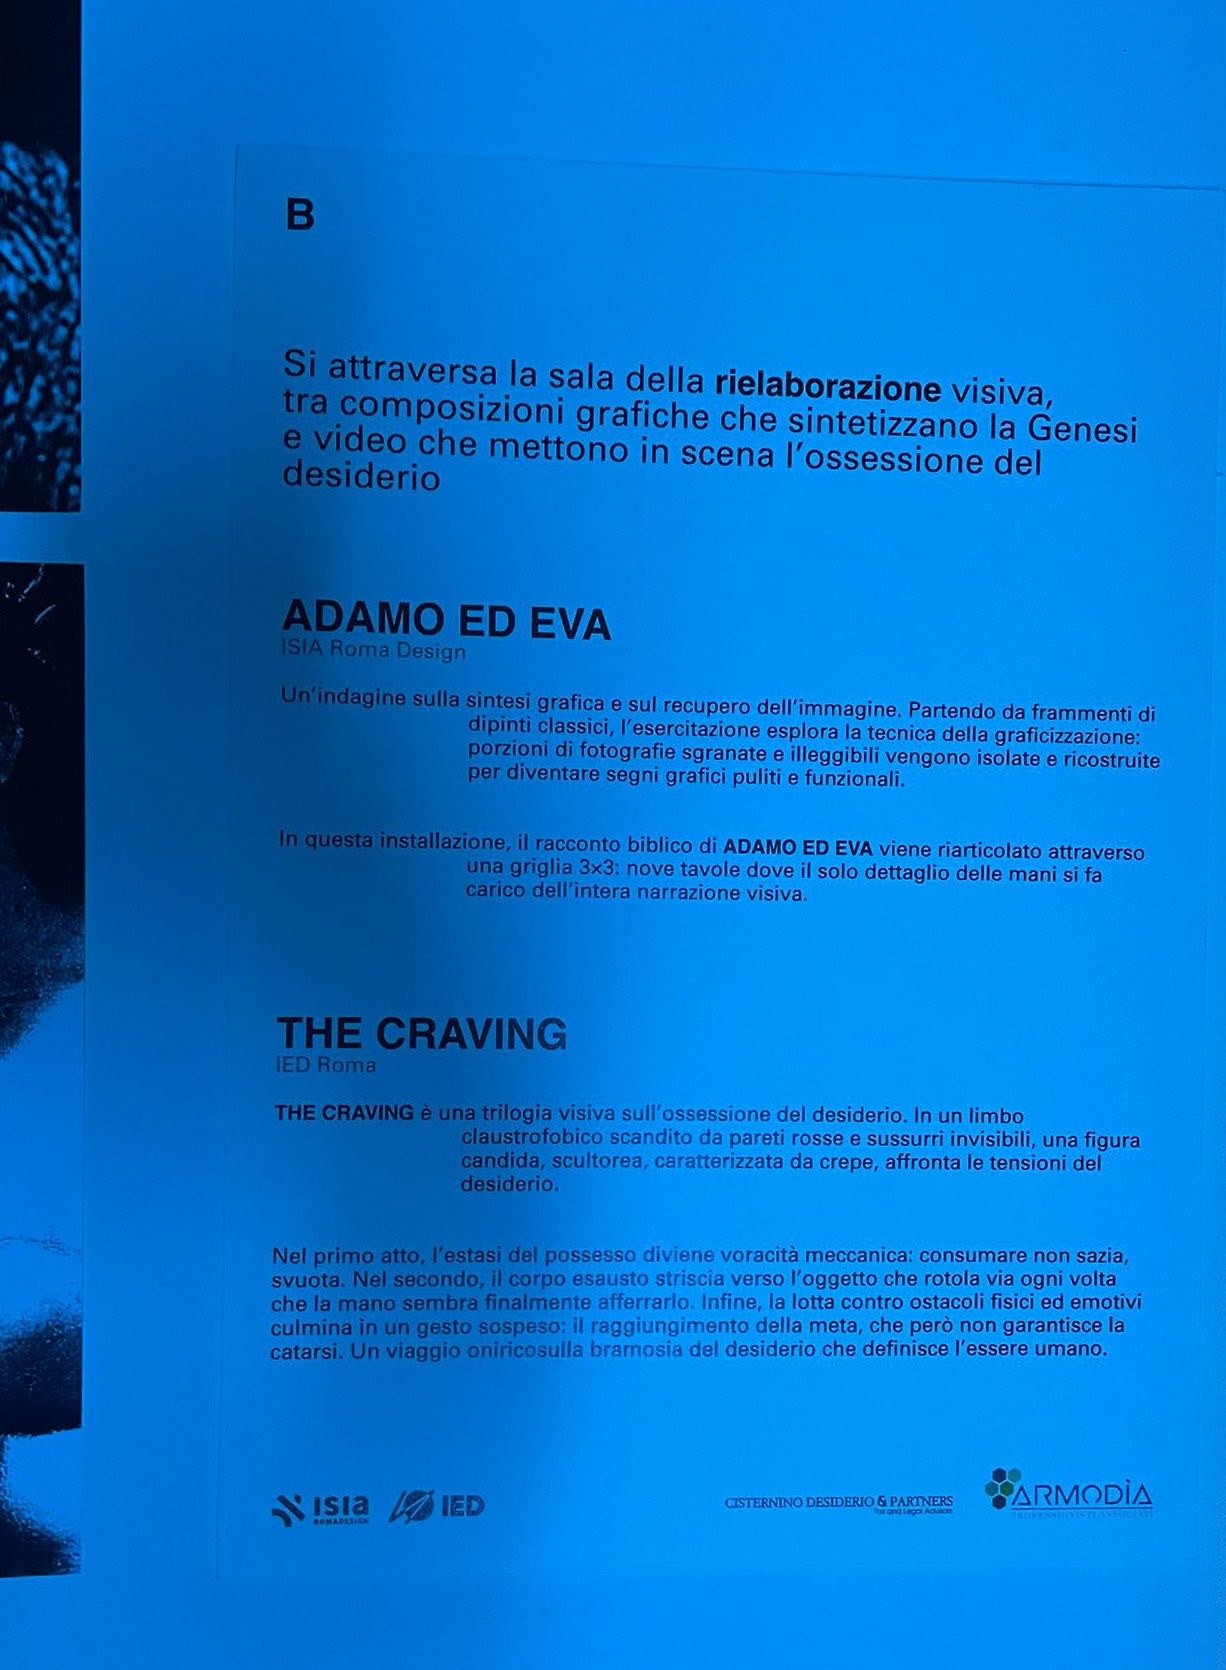 B
Si attraversa la sala della rielaborazione visiva,
tra composizioni grafiche che sintetizzano la Genesi
e video che mettono in scena l'ossessione del
desiderio
ADAMO ED EVA
ISIA Roma Design
Un'indagine sulla sintesi grafica e sul recupero dell'immagine. Partendo da frammenti di
dipinti classici, l'esercitazione esplora la tecnica della graficizzazione:
porzioni di fotografie sgranate e illeggibili vengono isolate e ricostruite
per diventare segni grafici puliti e funzionali.
In questa installazione, il racconto biblico di ADAMO ED EVA viene riarticolato attraverso
una griglia 3×3: nove tavole dove il solo dettaglio delle mani si fa
carico dell'intera narrazione visiva.
THE CRAVING
IED Roma
THE CRAVING è una trilogia visiva sull'ossessione del desiderio. In un limbo
claustrofobico scandito da pareti rosse e sussurri invisibili, una figura
candida, scultorea, caratterizzata da crepe, affronta le tensioni del
desiderio.
Nel primo atto, l'estasi del possesso diviene voracità meccanica: consumare non sazia,
svuota. Nel secondo, il corpo esausto striscia verso l'oggetto che rotola via ogni volta
che la mano sembra finalmente afferrarlo. Infine, la lotta contro ostacoli fisici ed emotivi
culmina in un gesto sospeso: il raggiungimento della meta, che però non garantisce la
catarsi. Un viaggio oniricosulla bramosia del desiderio che definisce l'essere umano.
ISIA
ROMADESIGN
IED
CISTERNINO DESIDERIO & PARTNERS
Tax and Legal Advisors
ARMODIA
PROFESSIONISTI ASSOCIATI